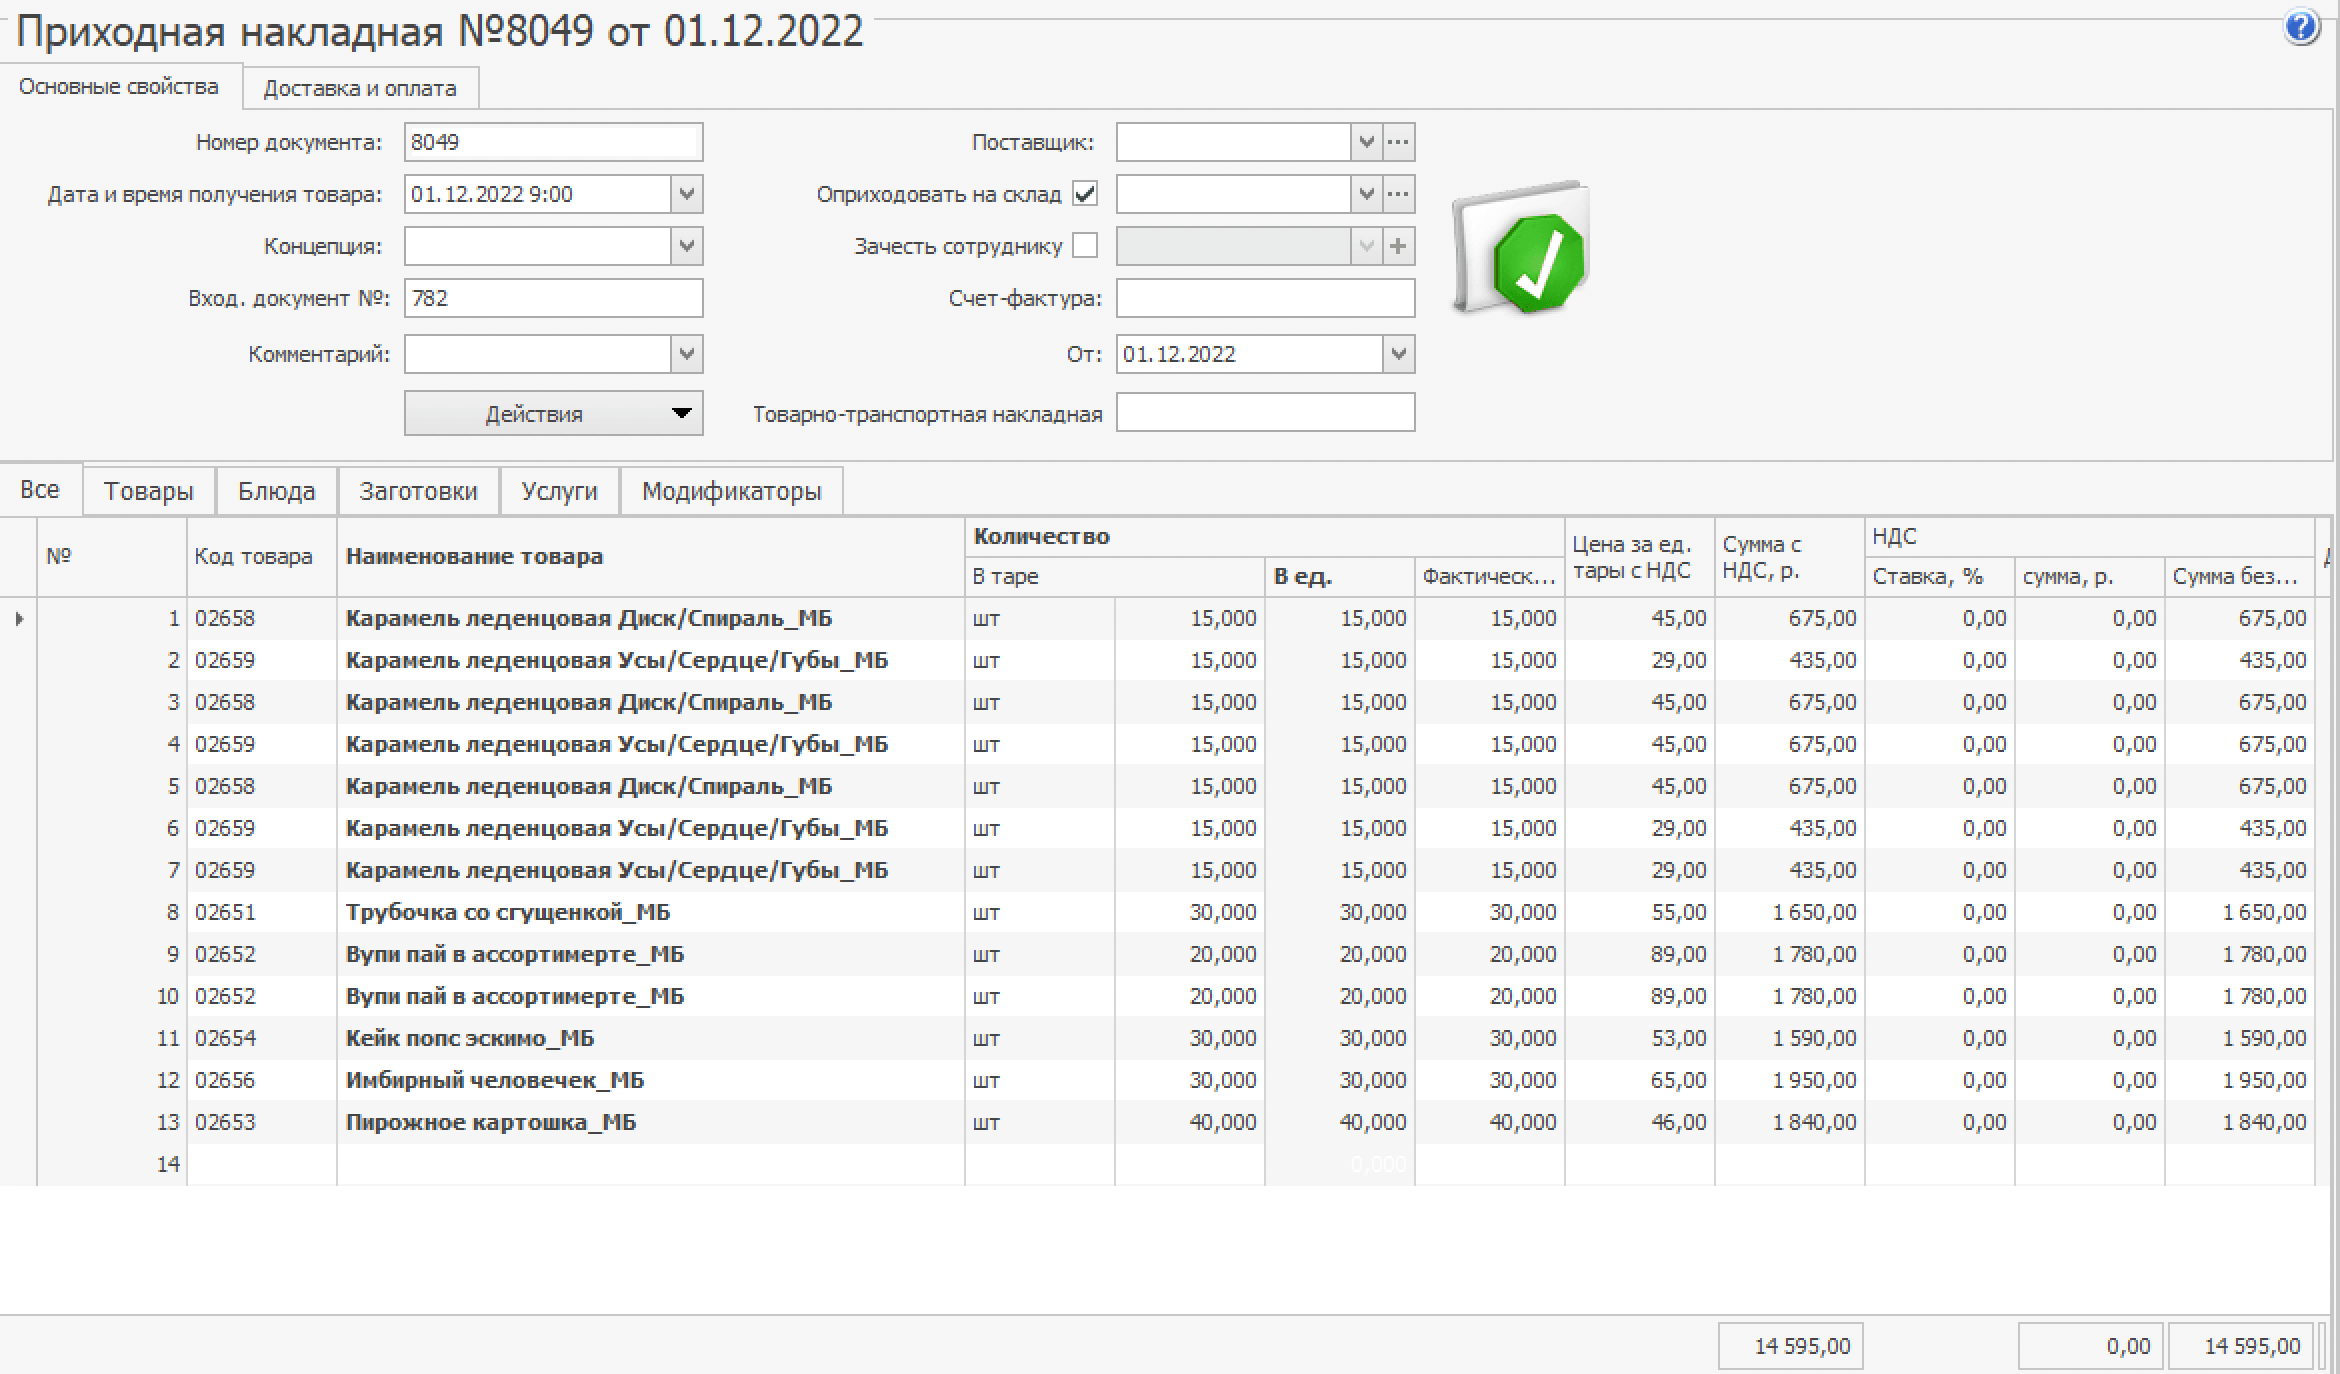 Приходная накладная №8049 от 01.12.2022
?
Основные свойства Доставка и оплата
Номер документа: 8049 Поставщик: ...
Дата и время получения товара: 01.12.2022 9:00 Оприходовать на склад ...
Концепция: Зачесть сотруднику +
Вход. документ №: 782 Счет-фактура:
Комментарий: От: 01.12.2022
Действия Товарно-транспортная накладная
Все Товары Блюда Заготовки Услуги Модификаторы
№ Код товара Наименование товара Количество Цена за ед. тары с НДС Сумма с НДС, р. НДС
В таре В ед. Фактическ... Ставка, % сумма, р. Сумма без...
1 02658 Карамель леденцовая Диск/Спираль_МБ шт 15,000 15,000 15,000 45,00 675,00 0,00 0,00 675,00
2 02659 Карамель леденцовая Усы/Сердце/Губы_МБ шт 15,000 15,000 15,000 29,00 435,00 0,00 0,00 435,00
3 02658 Карамель леденцовая Диск/Спираль_МБ шт 15,000 15,000 15,000 45,00 675,00 0,00 0,00 675,00
4 02659 Карамель леденцовая Усы/Сердце/Губы_МБ шт 15,000 15,000 15,000 45,00 675,00 0,00 0,00 675,00
5 02658 Карамель леденцовая Диск/Спираль_МБ шт 15,000 15,000 15,000 45,00 675,00 0,00 0,00 675,00
6 02659 Карамель леденцовая Усы/Сердце/Губы_МБ шт 15,000 15,000 15,000 29,00 435,00 0,00 0,00 435,00
7 02659 Карамель леденцовая Усы/Сердце/Губы_МБ шт 15,000 15,000 15,000 29,00 435,00 0,00 0,00 435,00
8 02651 Трубочка со сгущенкой_МБ шт 30,000 30,000 30,000 55,00 1 650,00 0,00 0,00 1 650,00
9 02652 Вупи пай в ассортимерте_МБ шт 20,000 20,000 20,000 89,00 1 780,00 0,00 0,00 1 780,00
10 02652 Вупи пай в ассортимерте_МБ шт 20,000 20,000 20,000 89,00 1 780,00 0,00 0,00 1 780,00
11 02654 Кейк попс эскимо_МБ шт 30,000 30,000 30,000 53,00 1 590,00 0,00 0,00 1 590,00
12 02656 Имбирный человечек_МБ шт 30,000 30,000 30,000 65,00 1 950,00 0,00 0,00 1 950,00
13 02653 Пирожное картошка_МБ шт 40,000 40,000 40,000 46,00 1 840,00 0,00 0,00 1 840,00
14 0,000
14 595,00 0,00 14 595,00